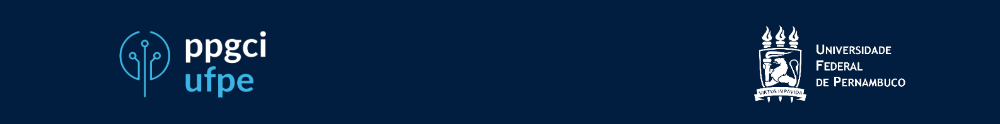 ppgci
ufpe
UNIVERSIDADE
FEDERAL
DE PERNAMBUCO
VIRTUS IMPAVIDA